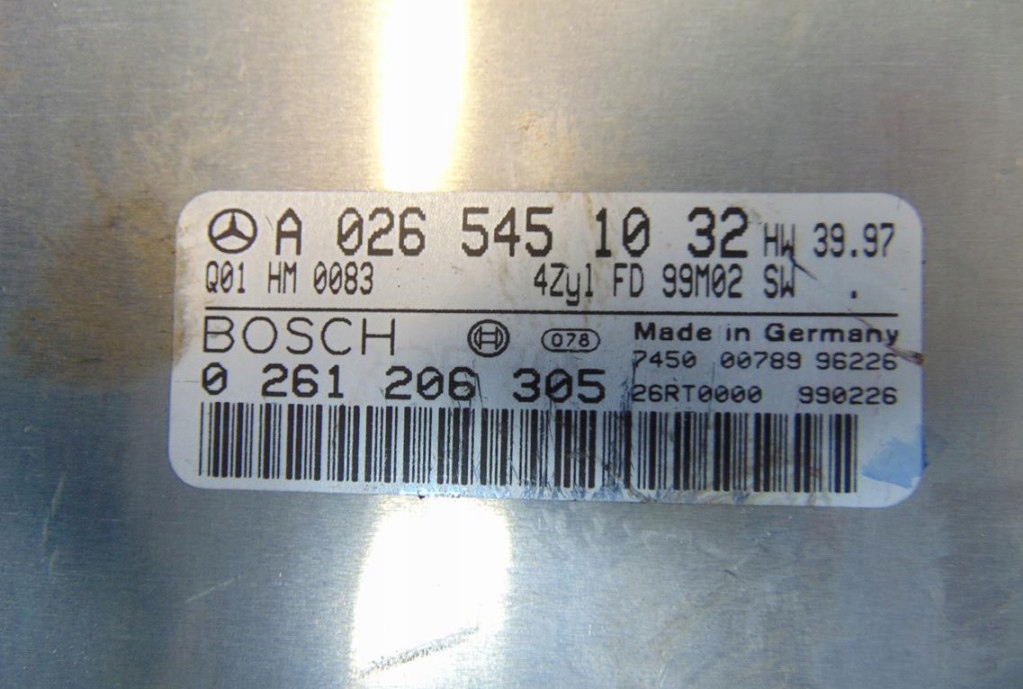 A 026 545 10 32 HW 39.97
Q01 HM 0083 4Zyl FD 99M02 SW .
BOSCH 078 Made in Germany
7450 00789 96226
0 261 206 305 26RT0000 990226